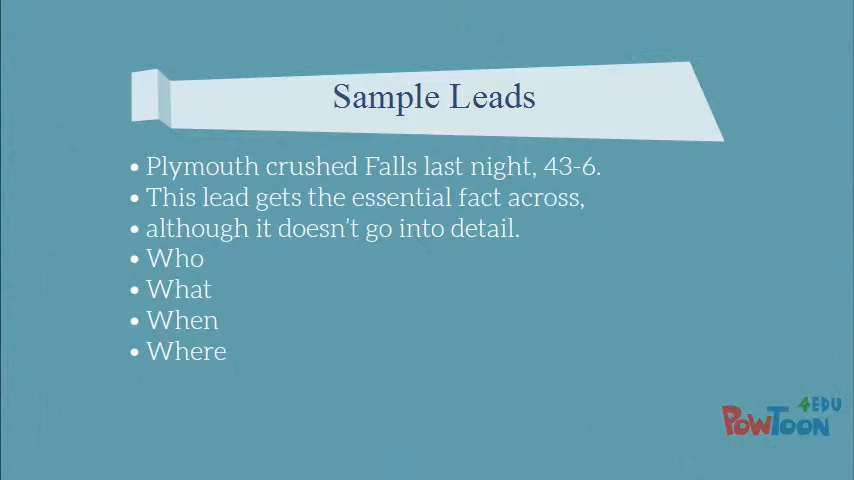 Sample Leads
• Plymouth crushed Falls last night, 43-6.
• This lead gets the essential fact across,
• although it doesn't go into detail.
• Who
• What
• When
• Where
4EDU
PowToon